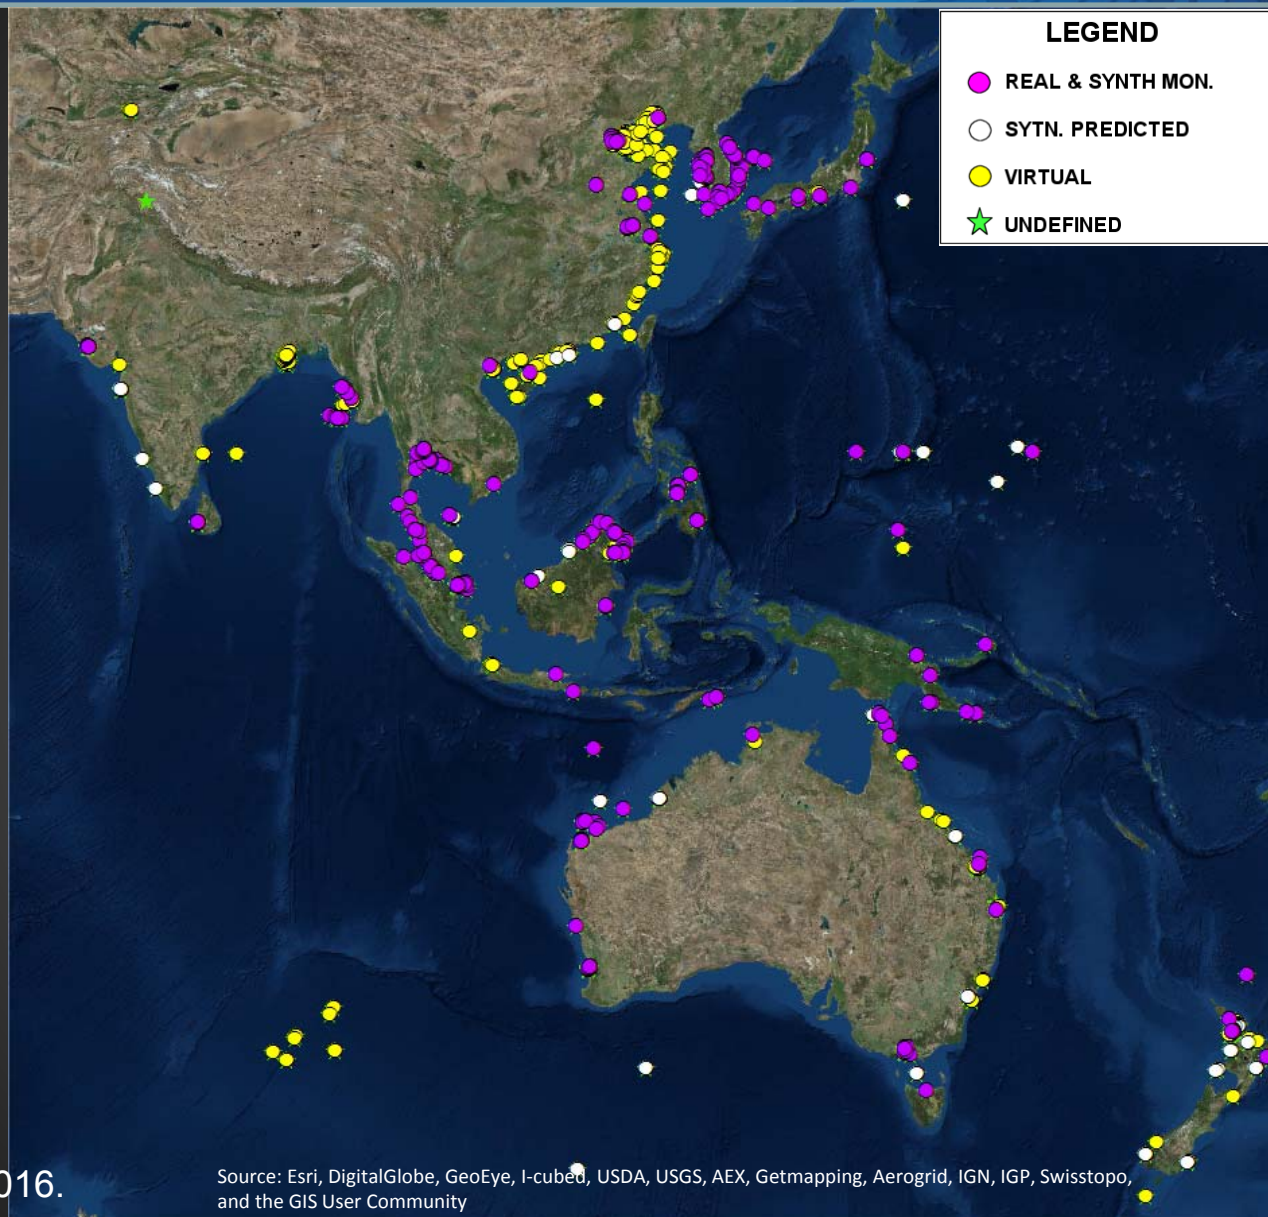 LEGEND
REAL & SYNTH MON.
SYTN. PREDICTED
VIRTUAL
UNDEFINED
016.
Source: Esri, DigitalGlobe, GeoEye, I-cubed, USDA, USGS, AEX, Getmapping, Aerogrid, IGN, IGP, Swisstopo,
and the GIS User Community